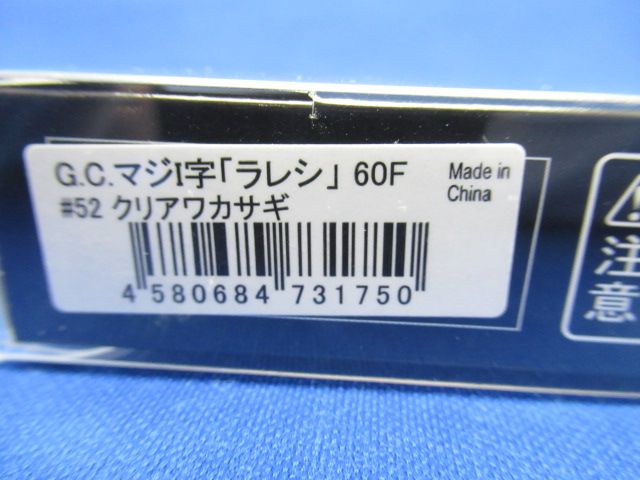 G.C.マジI字「ラレシ」 60F
#52 クリアワカサギ
Made in
China
4 580684 731750
注
意